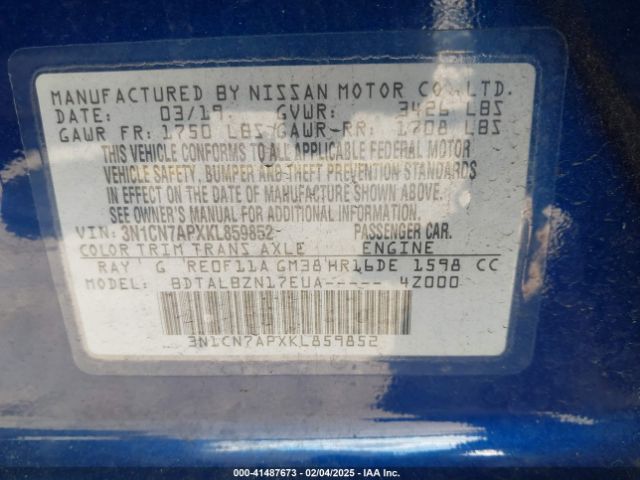 MANUFACTURED BY NISSAN MOTOR CO., LTD.
DATE: 03/19 GVWR: 3426 LBS
GAWR FR: 1750 LBS GAWR-RR: 1708 LBS
THIS VEHICLE CONFORMS TO ALL APPLICABLE FEDERAL MOTOR
VEHICLE SAFETY, BUMPER AND THEFT PREVENTION STANDARDS
IN EFFECT ON THE DATE OF MANUFACTURE SHOWN ABOVE.
SEE OWNER'S MANUAL FOR ADDITIONAL INFORMATION.
VIN: 3N1CN7APXKL859852- PASSENGER CAR.
COLOR TRIM TRANS AXLE ENGINE
RAY G RE0F11A GM38 HR16DE 1598 CC
MODEL: BDTALBZN17EUA----- 4Z000
3N1CN7APXKL859852
000-41487673 — 02/04/2025 — IAA Inc.